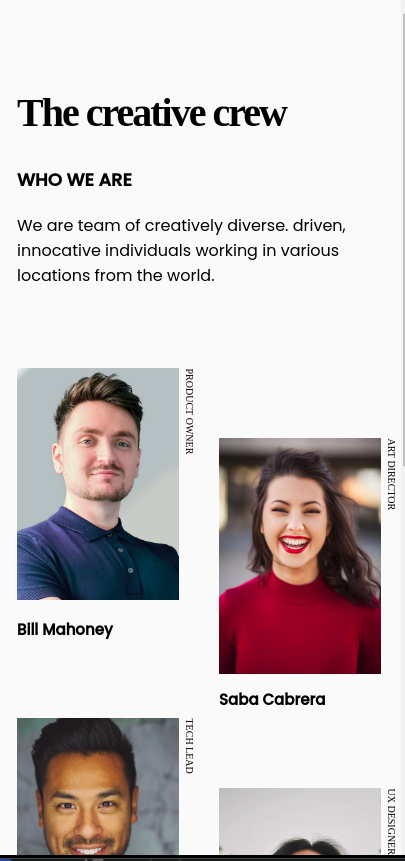 The creative crew
WHO WE ARE
We are team of creatively diverse. driven,
innocative individuals working in various
locations from the world.
PRODUCT OWNER
Bill Mahoney
ART DIRECTOR
Saba Cabrera
TECH LEAD
UX DESIGNER